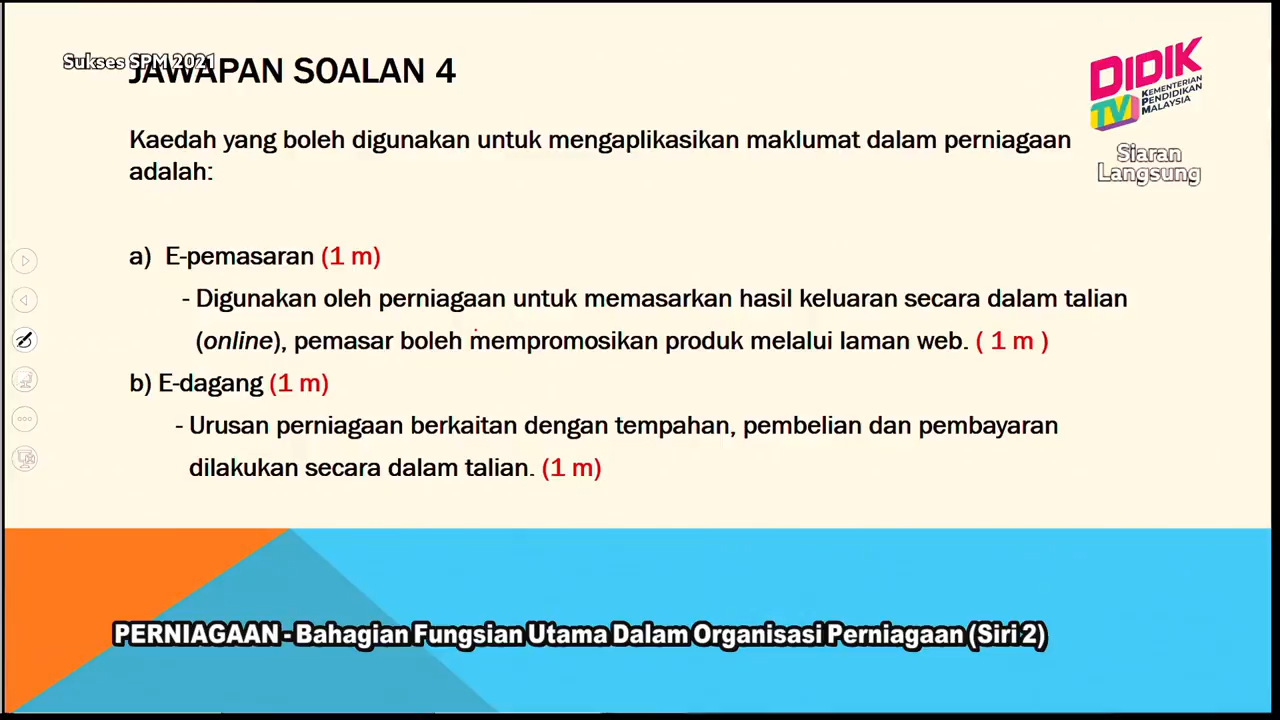 Sukses SPM 2021
JAWAPAN SOALAN 4
DIDIK
TV
KEMENTERIAN
PENDIDIKAN
MALAYSIA
Siaran
Langsung
Kaedah yang boleh digunakan untuk mengaplikasikan maklumat dalam perniagaan
adalah:
a) E-pemasaran (1 m)
- Digunakan oleh perniagaan untuk memasarkan hasil keluaran secara dalam talian
(online), pemasar boleh mempromosikan produk melalui laman web. ( 1 m )
b) E-dagang (1 m)
- Urusan perniagaan berkaitan dengan tempahan, pembelian dan pembayaran
dilakukan secara dalam talian. (1 m)
PERNIAGAAN - Bahagian Fungsian Utama Dalam Organisasi Perniagaan (Siri 2)